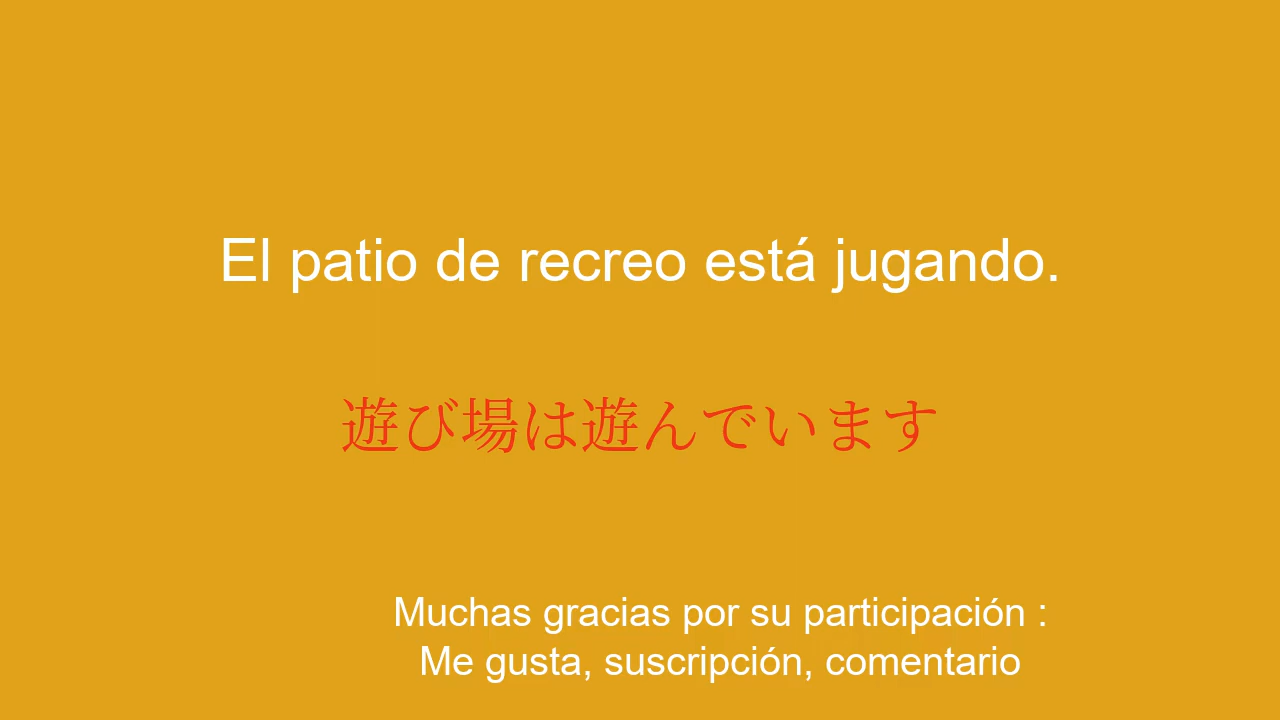 El patio de recreo está jugando.
遊び場は遊んでいます
Muchas gracias por su participación :
Me gusta, suscripción, comentario